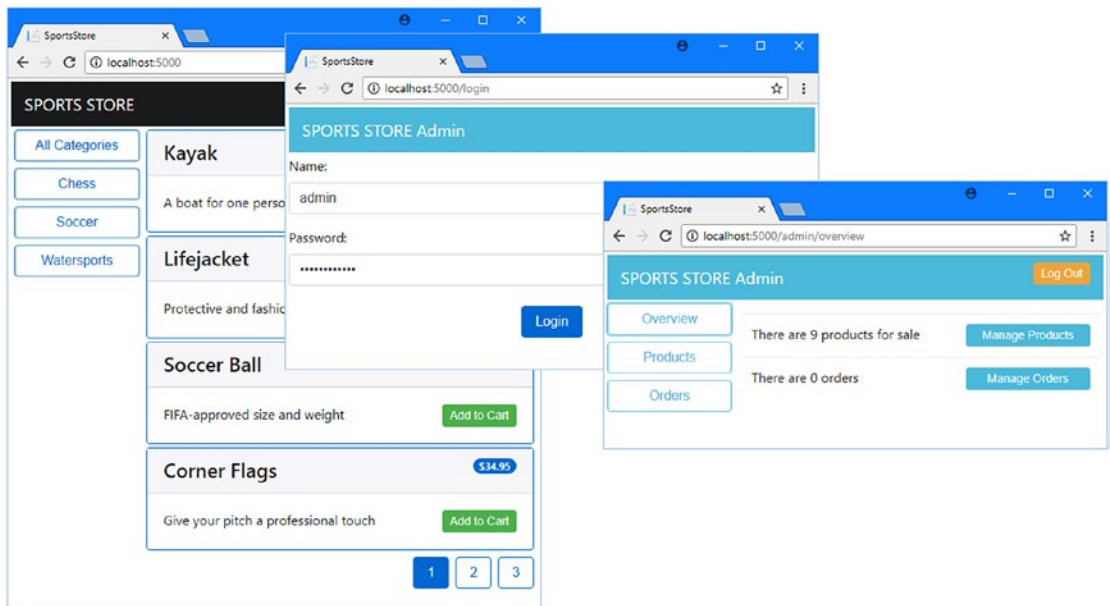 SportsStore
localhost:5000
SPORTS STORE
All Categories
Chess
Soccer
Watersports
Kayak
A boat for one perso
Lifejacket
Protective and fashic
Soccer Ball
FIFA-approved size and weight
Add to Cart
Corner Flags
$34.95
Give your pitch a professional touch
Add to Cart
1
2
3
SportsStore
localhost:5000/login
SPORTS STORE Admin
Name:
admin
Password:
••••••••••••
Login
SportsStore
localhost:5000/admin/overview
SPORTS STORE Admin
Log Out
Overview
Products
Orders
There are 9 products for sale
Manage Products
There are 0 orders
Manage Orders